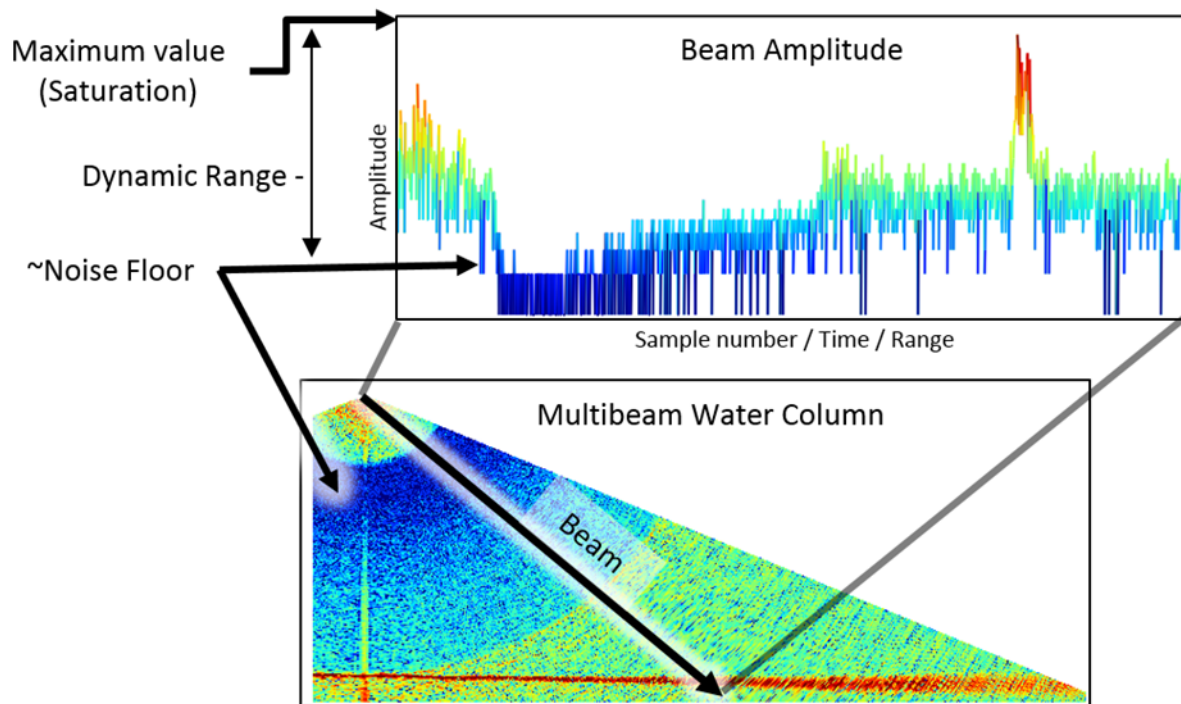 Maximum value
(Saturation)
Dynamic Range -
~Noise Floor
Beam Amplitude
Amplitude
Sample number / Time / Range
Multibeam Water Column
Beam